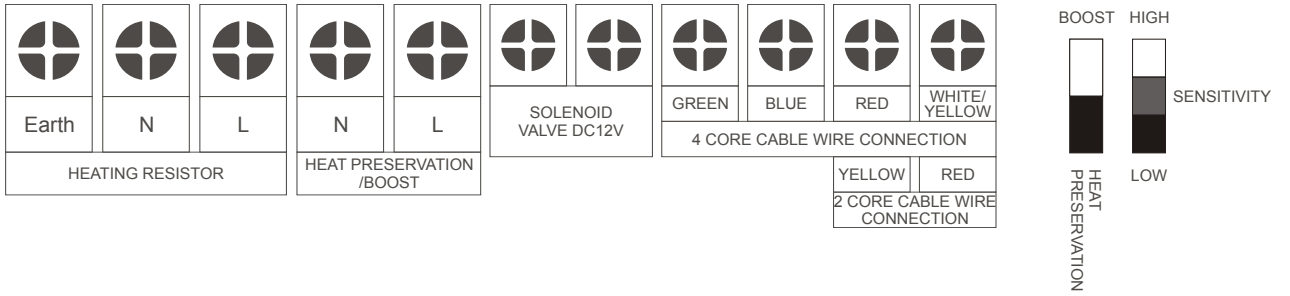 Earth
N
L
N
L
HEATING RESISTOR
HEAT PRESERVATION
/BOOST
SOLENOID
VALVE DC12V
GREEN
BLUE
RED
WHITE/
YELLOW
4 CORE CABLE WIRE CONNECTION
YELLOW
RED
2 CORE CABLE WIRE
CONNECTION
BOOST
HEAT
PRESERVATION
HIGH
SENSITIVITY
LOW